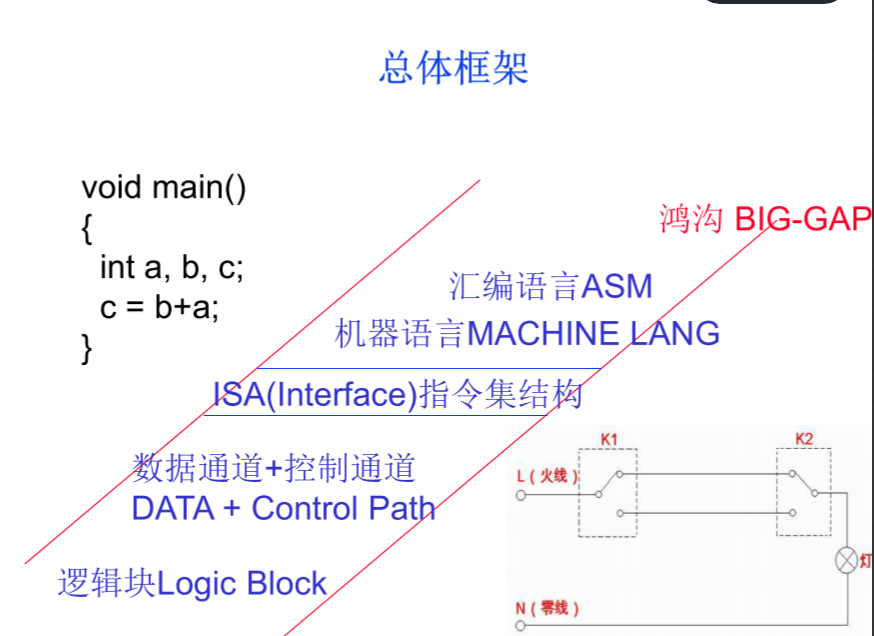 总体框架
void main()
{
int a, b, c;
c = b+a;
}
鸿沟 BIG-GAP
汇编语言ASM
机器语言MACHINE LANG
ISA(Interface)指令集结构
数据通道+控制通道
DATA + Control Path
逻辑块Logic Block
K1
K2
L(火线)
灯
N(零线)